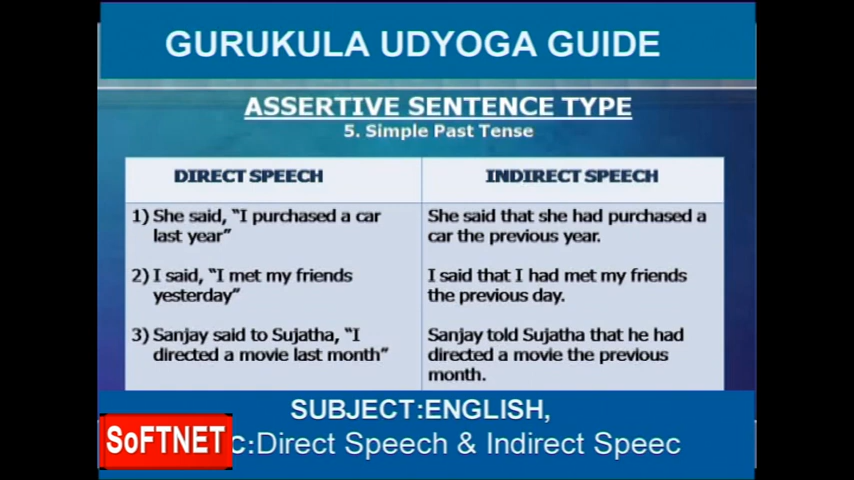 GURUKULA UDYOGA GUIDE
ASSERTIVE SENTENCE TYPE
5. Simple Past Tense
DIRECT SPEECH
INDIRECT SPEECH
1) She said, “I purchased a car
last year”
She said that she had purchased a
car the previous year.
2) I said, “I met my friends
yesterday”
I said that I had met my friends
the previous day.
3) Sanjay said to Sujatha, “I
directed a movie last month”
Sanjay told Sujatha that he had
directed a movie the previous
month.
SUBJECT:ENGLISH,
C:Direct Speech & Indirect Speec
SoFTNET